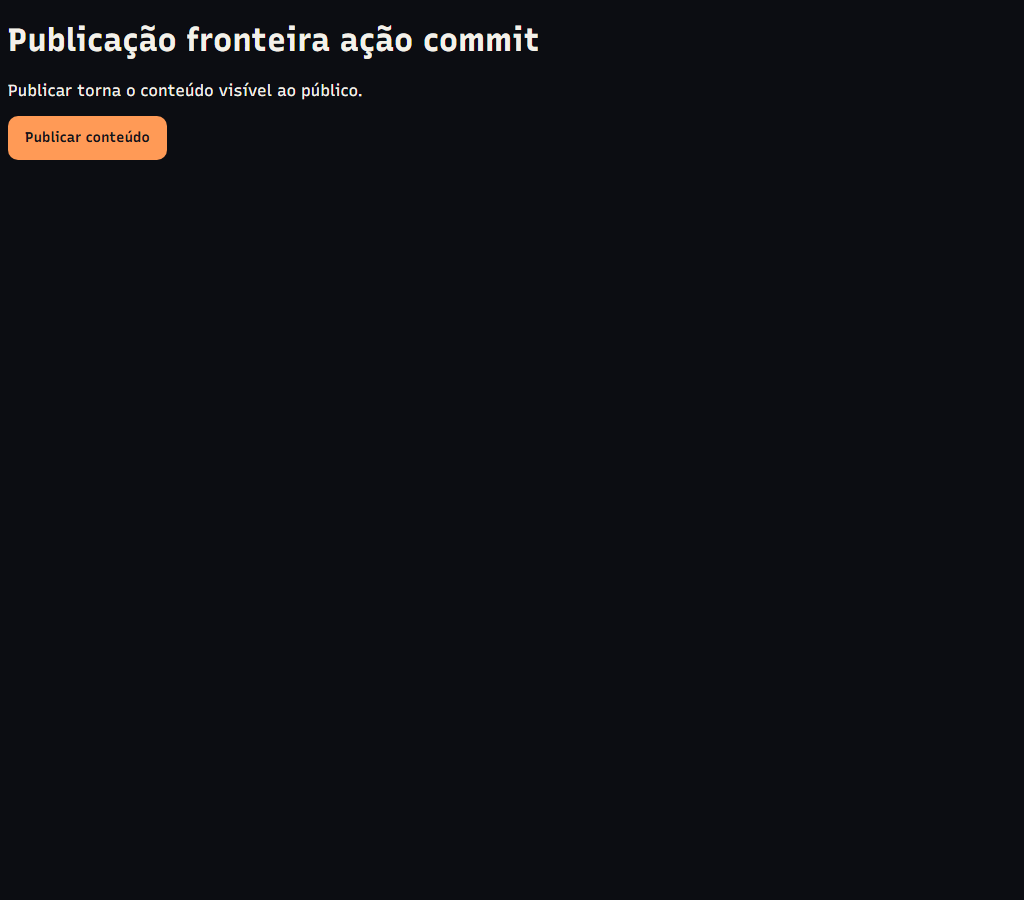 Publicação fronteira ação commit
Publicar torna o conteúdo visível ao público.
Publicar conteúdo